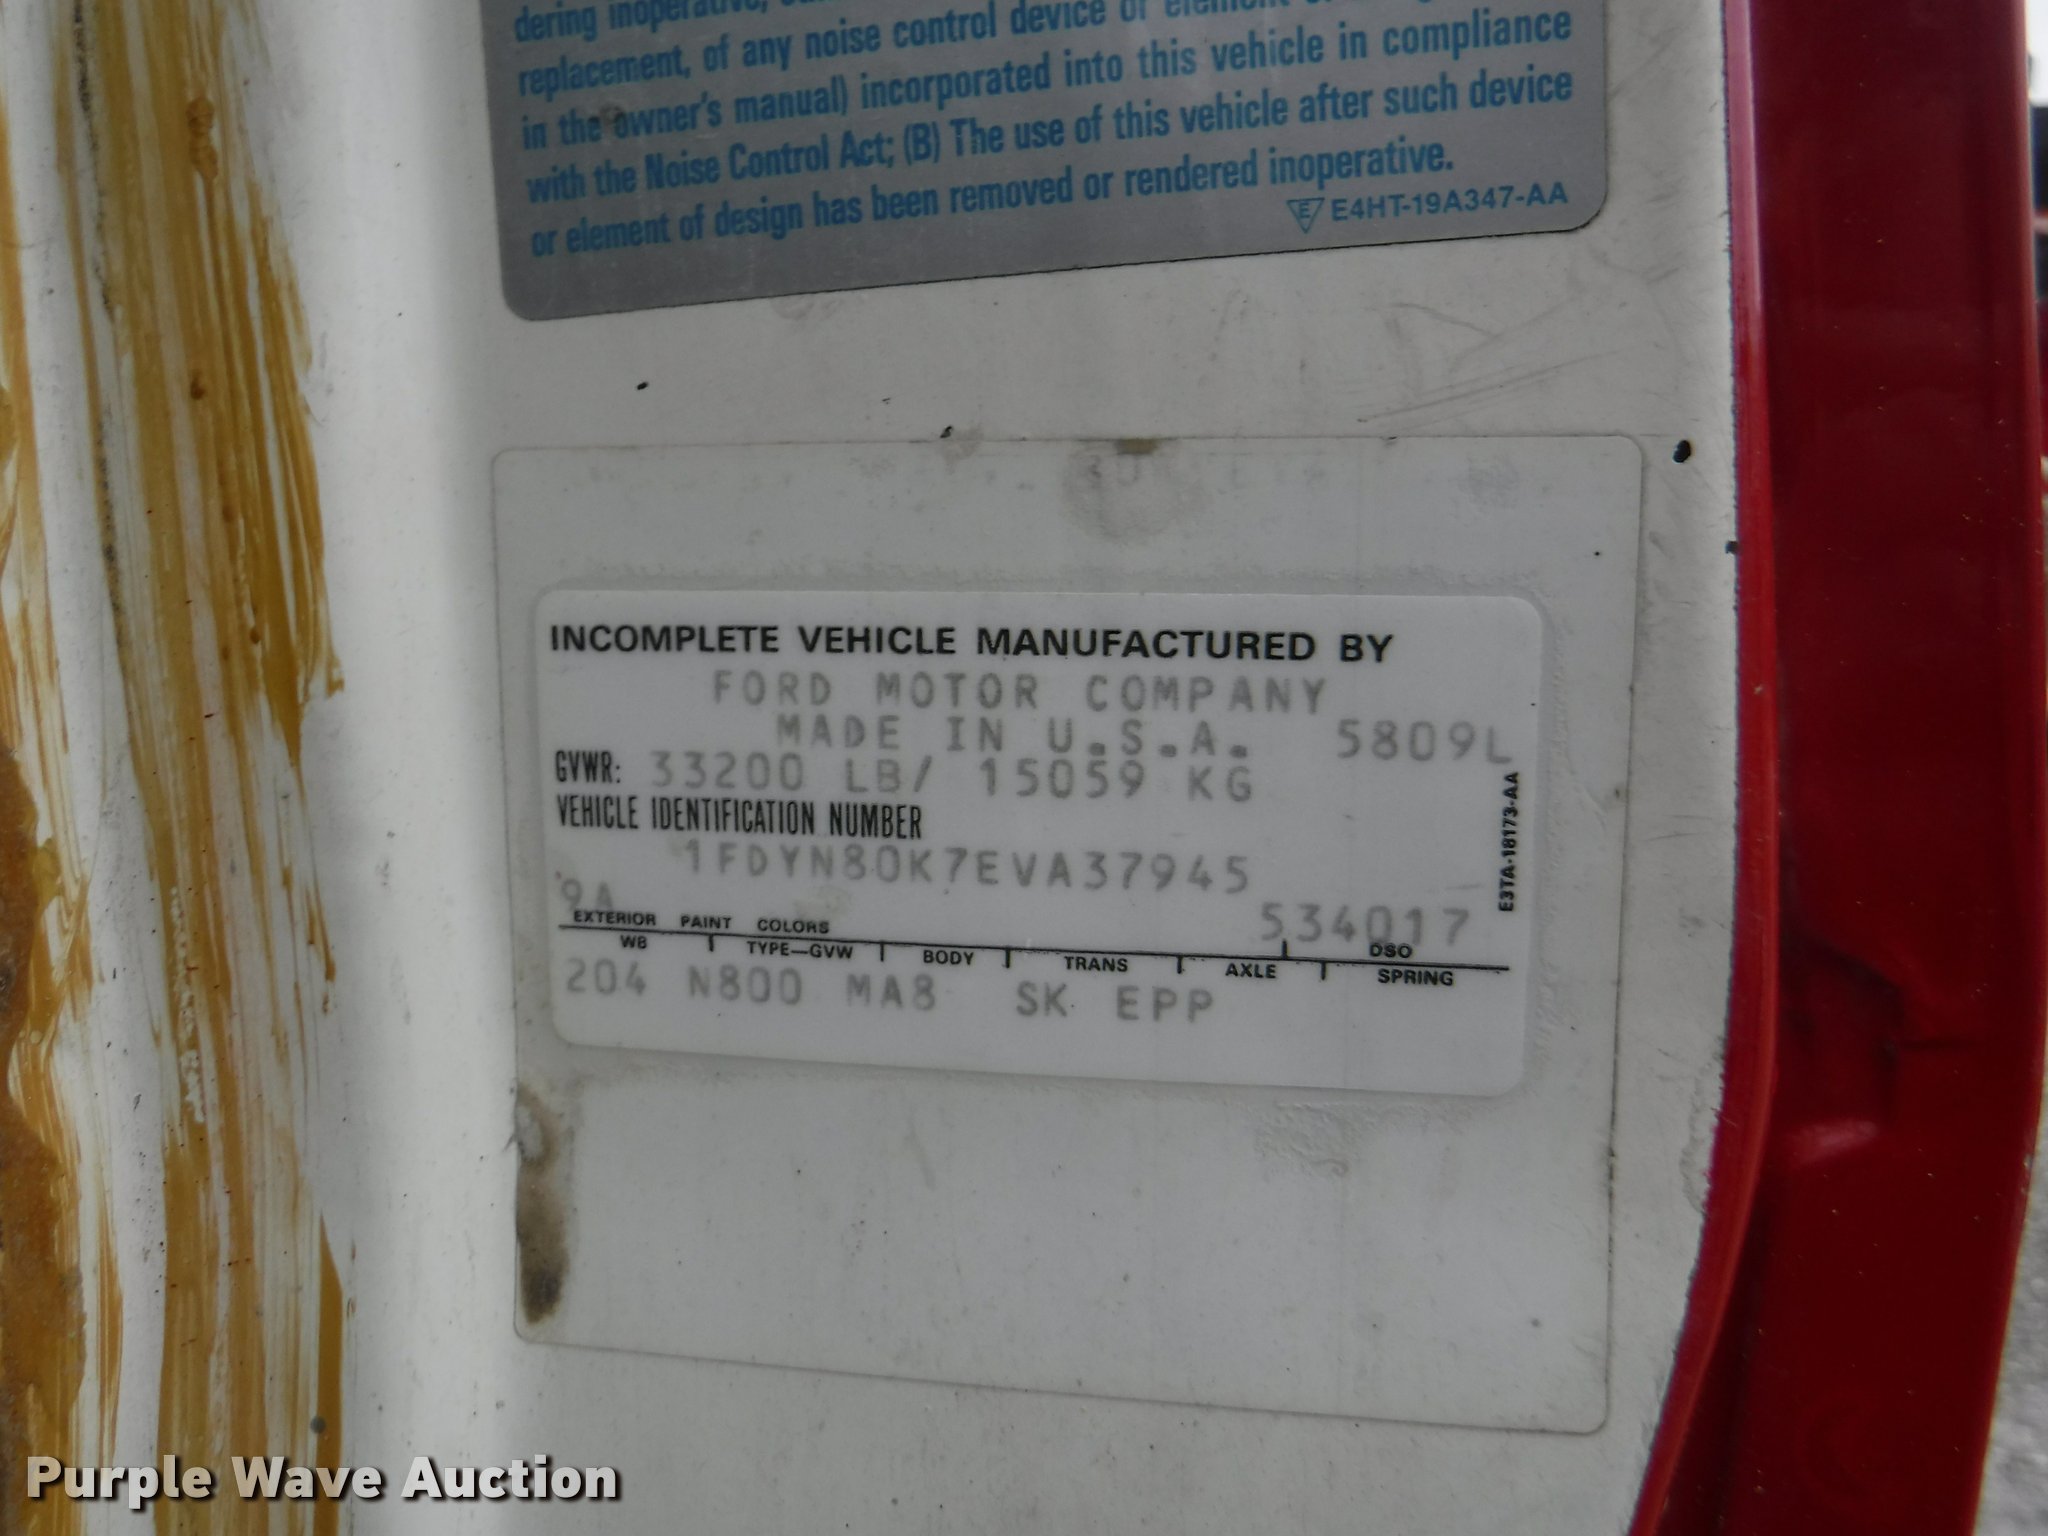 dering inoperative,
replacement, of any noise control device or element of
in the owner's manual) incorporated into this vehicle in compliance
with the Noise Control Act; (B) The use of this vehicle after such device
or element of design has been removed or rendered inoperative.
E E4HT-19A347-AA
INCOMPLETE VEHICLE MANUFACTURED BY
FORD MOTOR COMPANY
MADE IN U.S.A. 5809L
GVWR: 33200 LB/ 15059 KG
VEHICLE IDENTIFICATION NUMBER
1FDYN80K7EVA37945
E3TA-18173-AA
9A 534017
EXTERIOR PAINT COLORS DSO
WB TYPE-GVW BODY TRANS AXLE SPRING
204 N800 MA8 SK EPP
Purple Wave Auction